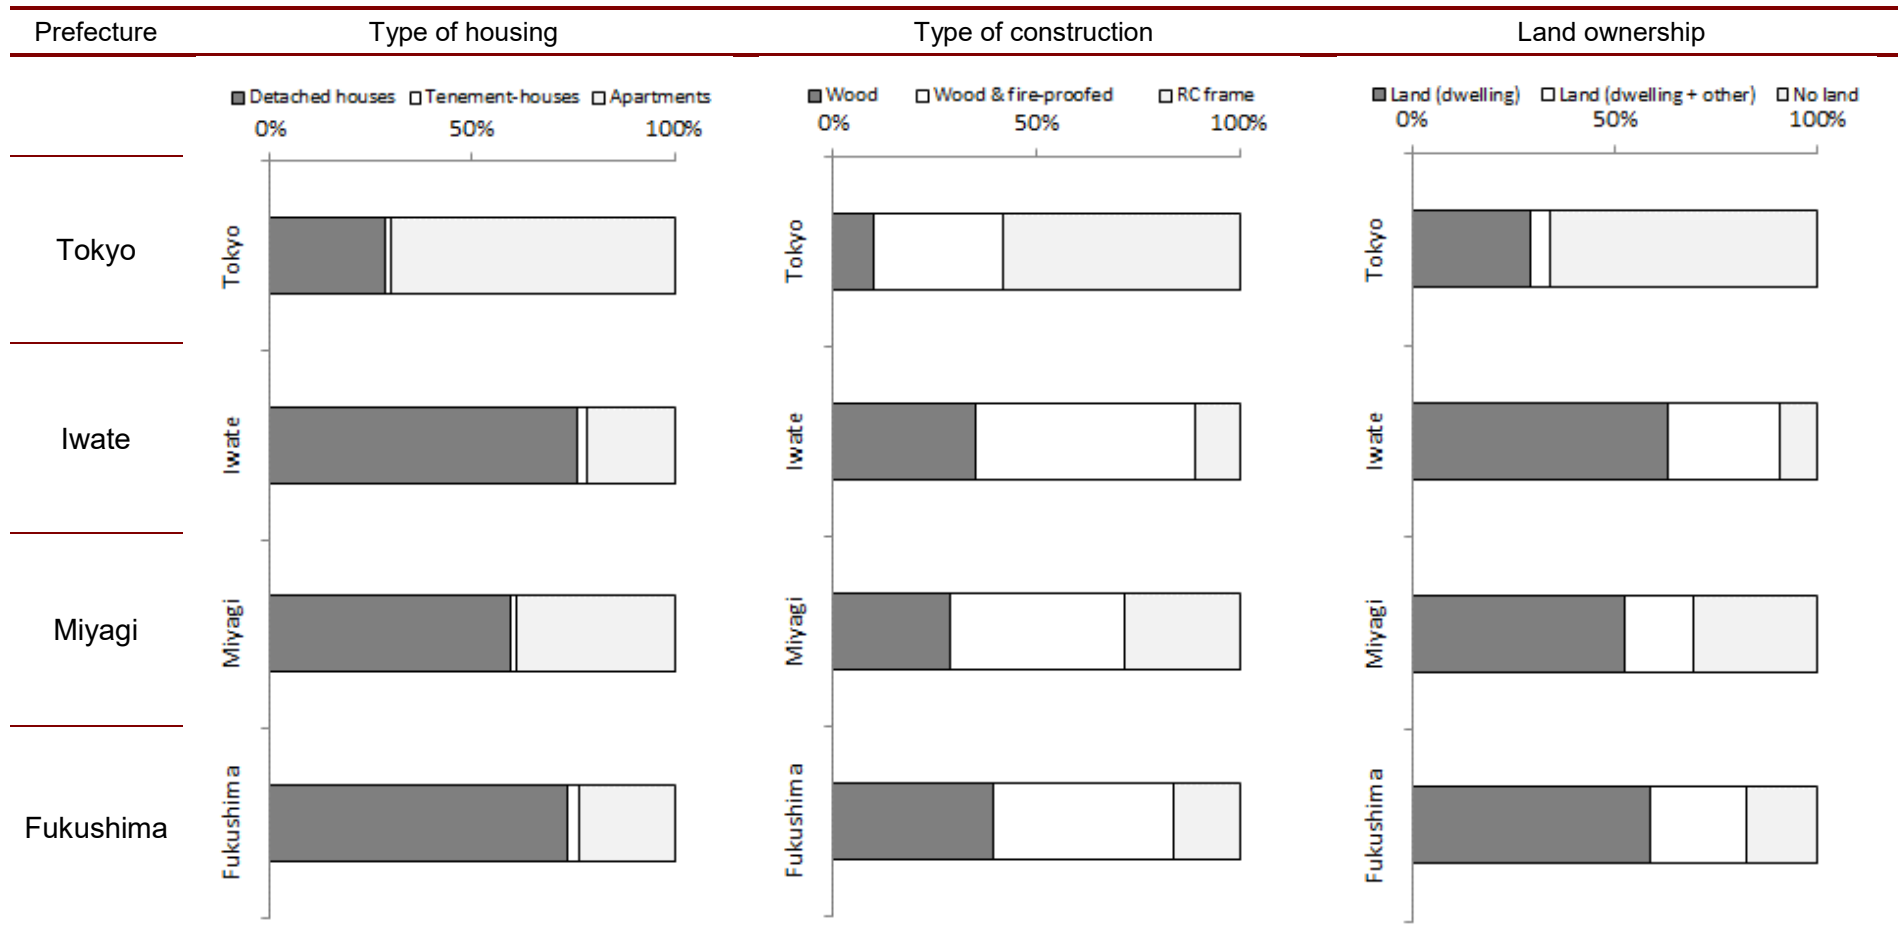 Prefecture Type of housing Type of construction Land ownership
Detached houses Tenement-houses Apartments
0% 50% 100%
Wood Wood & fire-proofed RC frame
0% 50% 100%
Land (dwelling) Land (dwelling + other) No land
0% 50% 100%
Tokyo Tokyo Tokyo Tokyo
Iwate Iwate Iwate Iwate
Miyagi Miyagi Miyagi Miyagi
Fukushima Fukushima Fukushima Fukushima